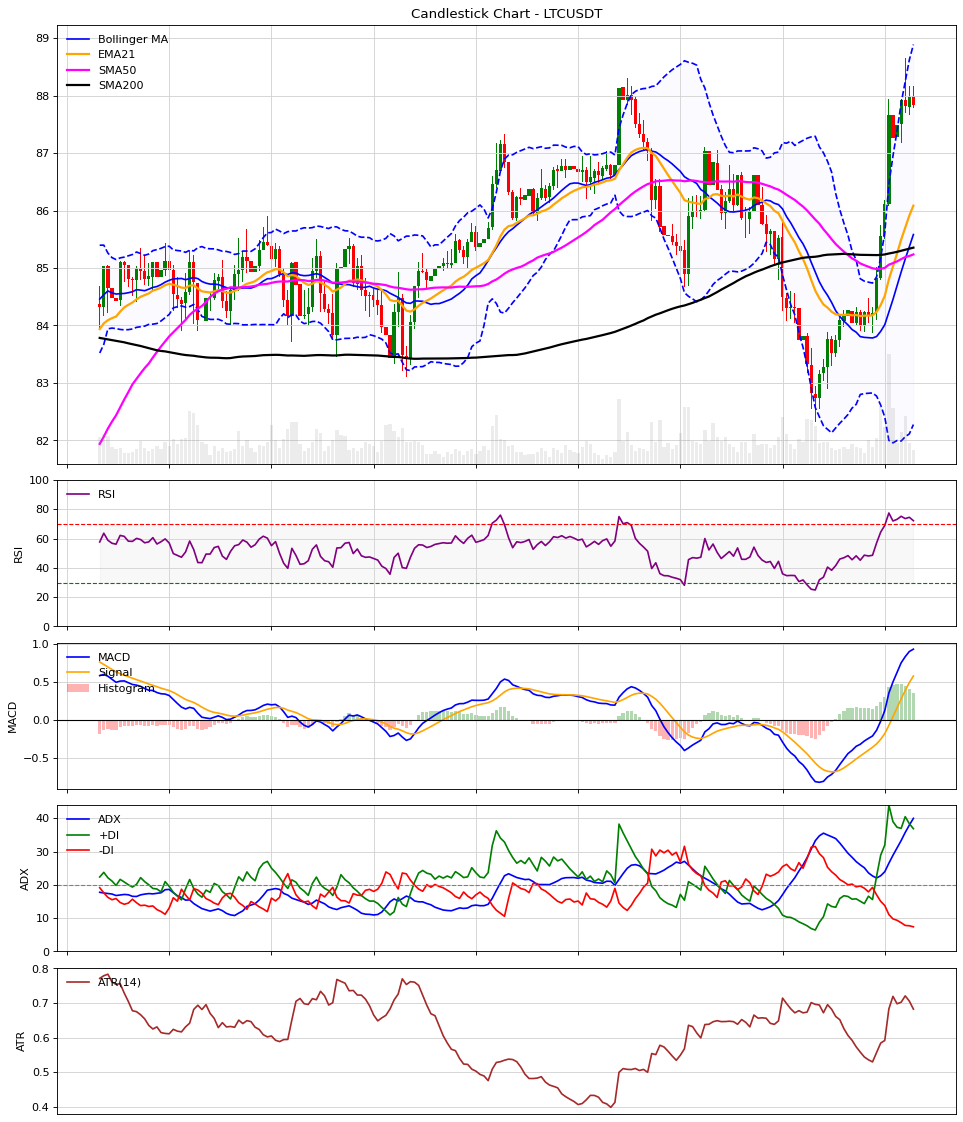 Candlestick Chart - LTCUSDT
89
88
87
86
85
84
83
82
Bollinger MA
EMA21
SMA50
SMA200
100
80
60
40
20
0
RSI
RSI
1.0
0.5
0.0
−0.5
MACD
MACD
Signal
Histogram
40
30
20
10
0
ADX
ADX
+DI
-DI
0.8
0.7
0.6
0.5
0.4
ATR
ATR(14)